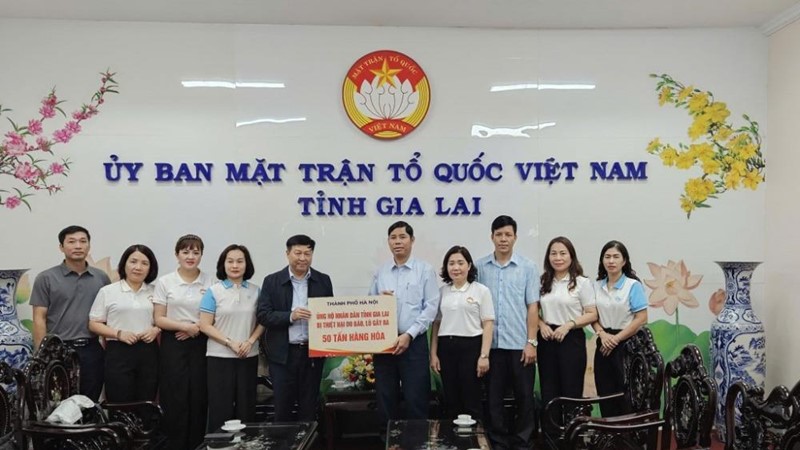 MẶT TRẬN TỔ QUỐC
VIỆT NAM
ỦY BAN MẶT TRẬN TỔ QUỐC VIỆT NAM
TỈNH GIA LAI
THÀNH PHỐ HÀ NỘI
ỦNG HỘ NHÂN DÂN TỈNH GIA LAI
BỊ THIỆT HẠI DO BÃO, LŨ GÂY RA
50 TẤN HÀNG HÓA